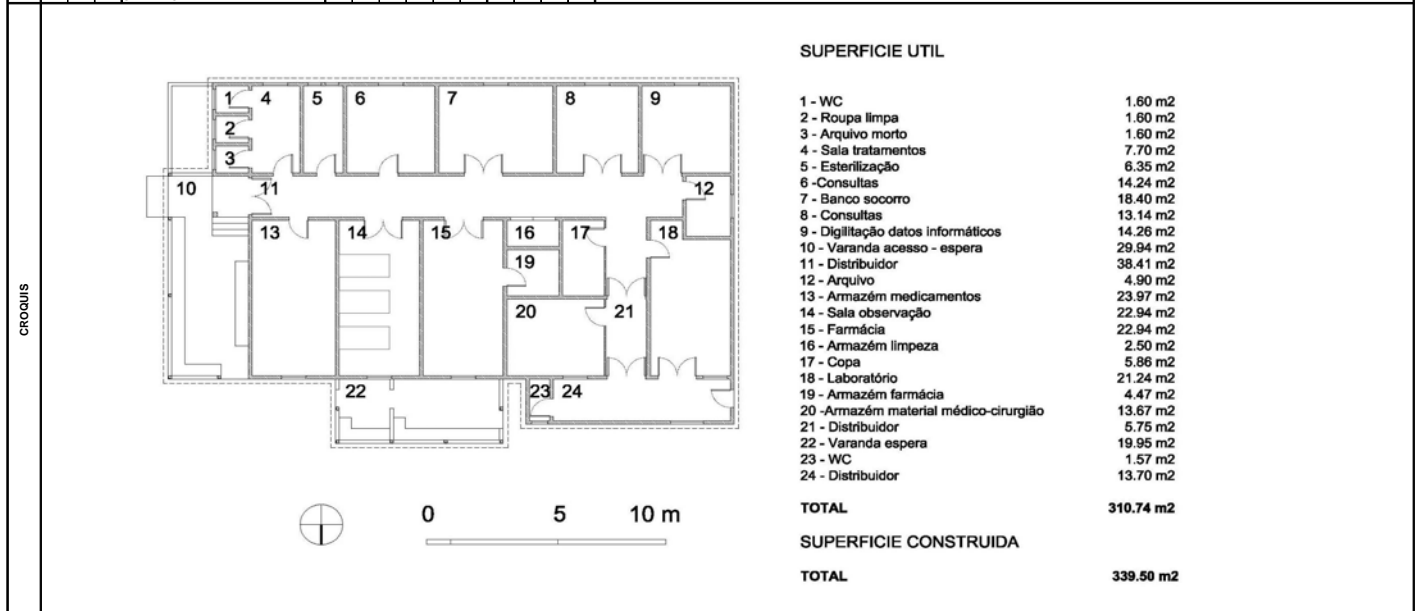 CROQUIS
1 4 5 6 7 8 9
2
3
10 11 12
13 14 15 16 17 18
19
20 21
22 23 24
0 5 10 m
SUPERFICIE UTIL
1 - WC 1.60 m2
2 - Roupa limpa 1.60 m2
3 - Arquivo morto 1.60 m2
4 - Sala tratamentos 7.70 m2
5 - Esterilização 6.35 m2
6 -Consultas 14.24 m2
7 - Banco socorro 18.40 m2
8 - Consultas 13.14 m2
9 - Digilitação datos informáticos 14.26 m2
10 - Varanda acesso - espera 29.94 m2
11 - Distribuidor 38.41 m2
12 - Arquivo 4.90 m2
13 - Armazém medicamentos 23.97 m2
14 - Sala observação 22.94 m2
15 - Farmácia 22.94 m2
16 - Armazém limpeza 2.50 m2
17 - Copa 5.86 m2
18 - Laboratório 21.24 m2
19 - Armazém farmácia 4.47 m2
20 -Armazém material médico-cirurgião 13.67 m2
21 - Distribuidor 5.75 m2
22 - Varanda espera 19.95 m2
23 - WC 1.57 m2
24 - Distribuidor 13.70 m2
TOTAL 310.74 m2
SUPERFICIE CONSTRUIDA
TOTAL 339.50 m2